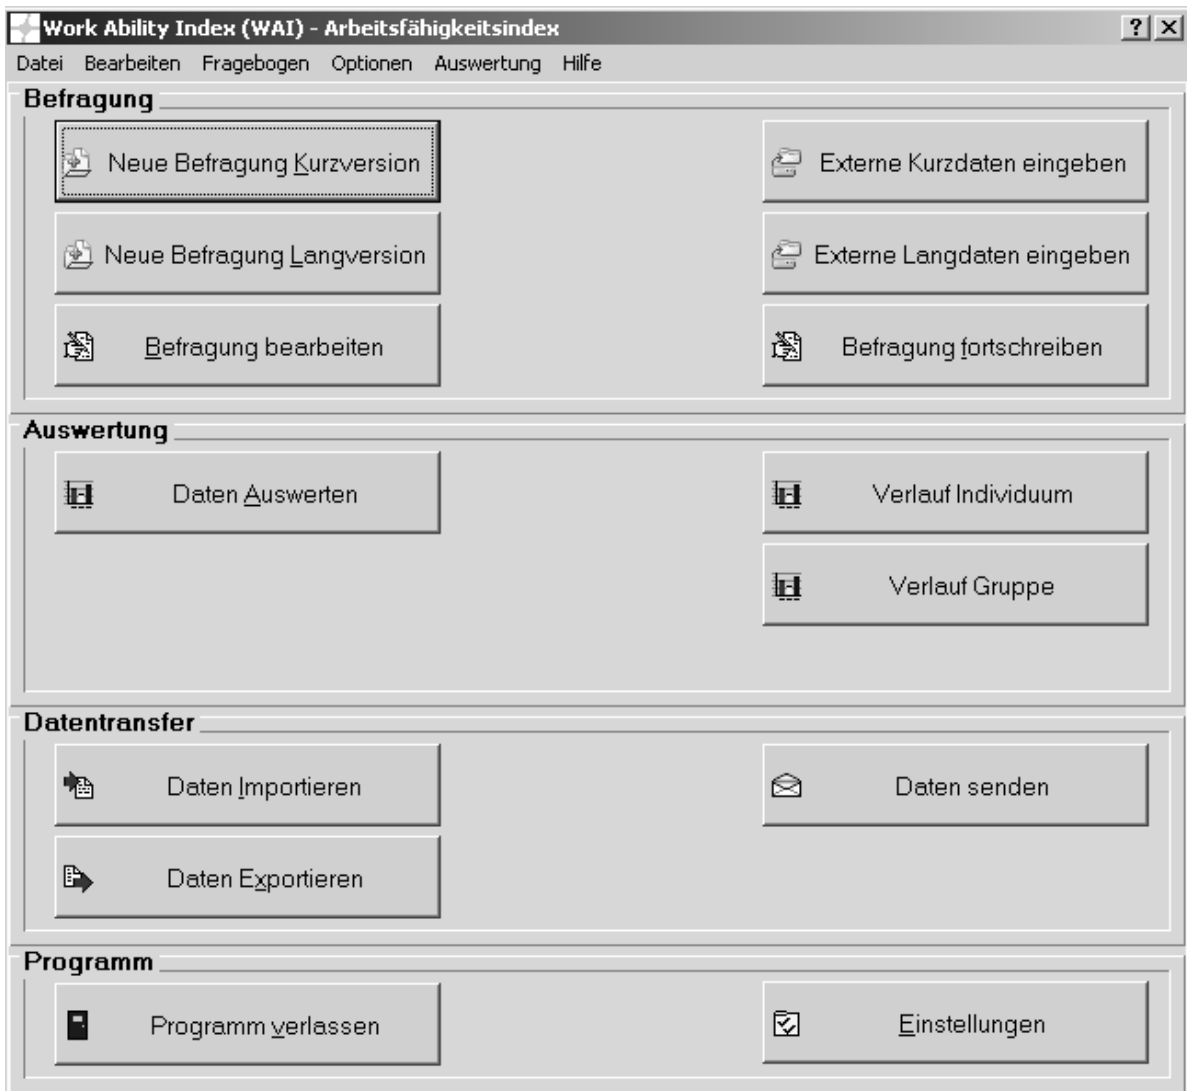 Work Ability Index (WAI) - Arbeitsfähigkeitsindex
Datei Bearbeiten Fragebogen Optionen Auswertung Hilfe
Befragung
Neue Befragung Kurzversion Externe Kurzdaten eingeben
Neue Befragung Langversion Externe Langdaten eingeben
Befragung bearbeiten Befragung fortschreiben
Auswertung
Daten Auswerten Verlauf Individuum
Verlauf Gruppe
Datentransfer
Daten Importieren Daten senden
Daten Exportieren
Programm
Programm verlassen Einstellungen